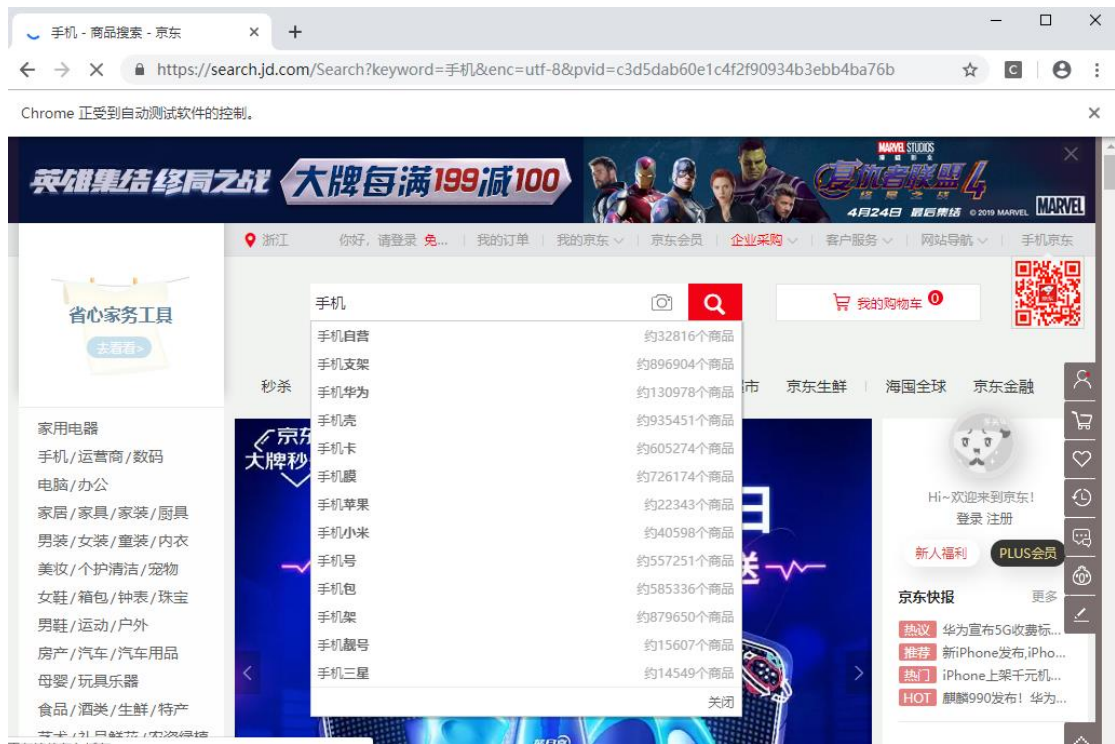 手机 - 商品搜索 - 京东
https://search.jd.com/Search?keyword=手机&enc=utf-8&pvid=c3d5dab60e1c4f2f90934b3ebb4ba76b
C
Chrome 正受到自动测试软件的控制。
英雄集结 终局之战 大牌每满199减100
MARVEL STUDIOS
复仇者联盟4
终局之战
4月24日 最后集结 © 2019 MARVEL MARVEL
浙江 你好，请登录 免... 我的订单 我的京东 京东会员 企业采购 客户服务 网站导航 手机京东
省心家务工具
去看看>
手机
我的购物车 0
手机自营 约32816个商品
手机支架 约896904个商品
手机华为 约130978个商品
手机壳 约935451个商品
手机卡 约605274个商品
手机膜 约726174个商品
手机苹果 约22343个商品
手机小米 约40598个商品
手机号 约557251个商品
手机包 约585336个商品
手机架 约879650个商品
手机靓号 约15607个商品
手机三星 约14549个商品
关闭
秒杀 市 京东生鲜 海囤全球 京东金融
家用电器
手机/运营商/数码
电脑/办公
家居/家具/家装/厨具
男装/女装/童装/内衣
美妆/个护清洁/宠物
女鞋/箱包/钟表/珠宝
男鞋/运动/户外
房产/汽车/汽车用品
母婴/玩具乐器
食品/酒类/生鲜/特产
京东
大牌秒
日
送
Hi~欢迎来到京东！
登录 注册
新人福利 PLUS会员
京东快报 更多
热议 华为宣布5G收费标...
推荐 新iPhone发布,iPho...
热门 iPhone上架千元机...
HOT 麒麟990发布！华为...